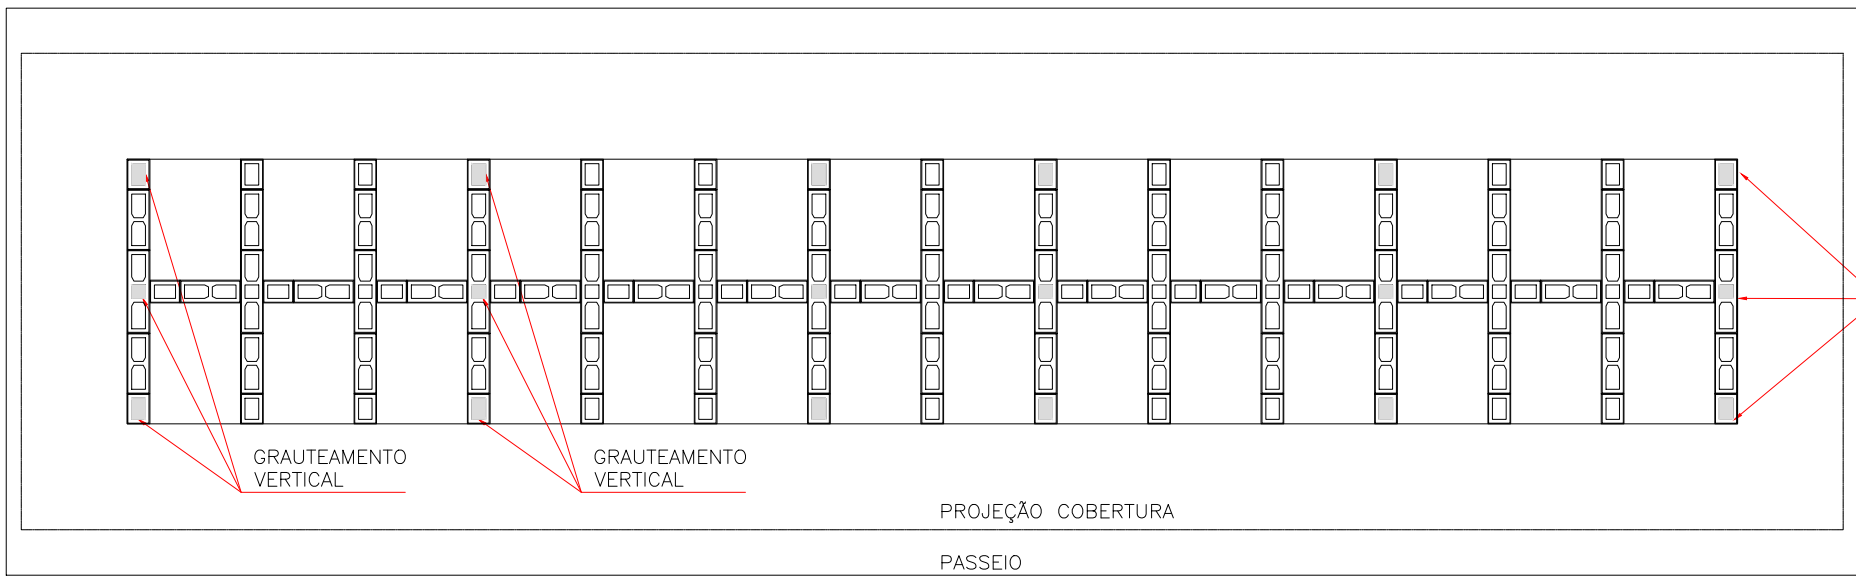 GRAUTEAMENTO
VERTICAL
GRAUTEAMENTO
VERTICAL
PROJEÇÃO COBERTURA
PASSEIO